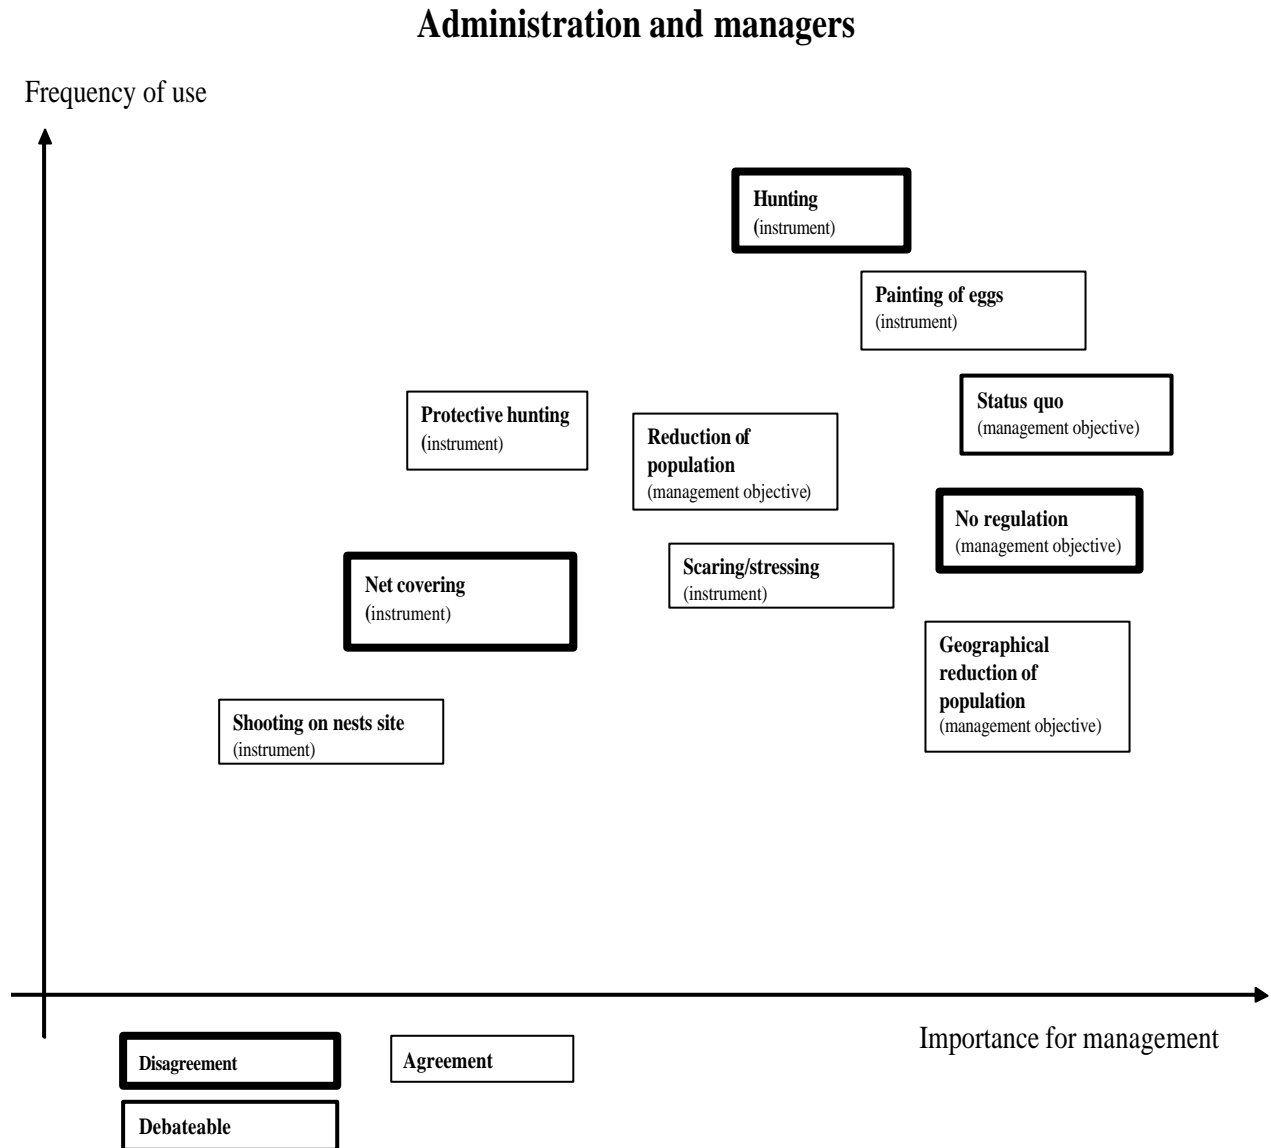 Administration and managers
Frequency of use
Hunting
(instrument)
Painting of eggs
(instrument)
Status quo
(management objective)
Protective hunting
(instrument)
Reduction of
population
(management objective)
No regulation
(management objective)
Scaring/stressing
(instrument)
Net covering
(instrument)
Geographical
reduction of
population
(management objective)
Shooting on nests site
(instrument)
Importance for management
Disagreement
Agreement
Debateable